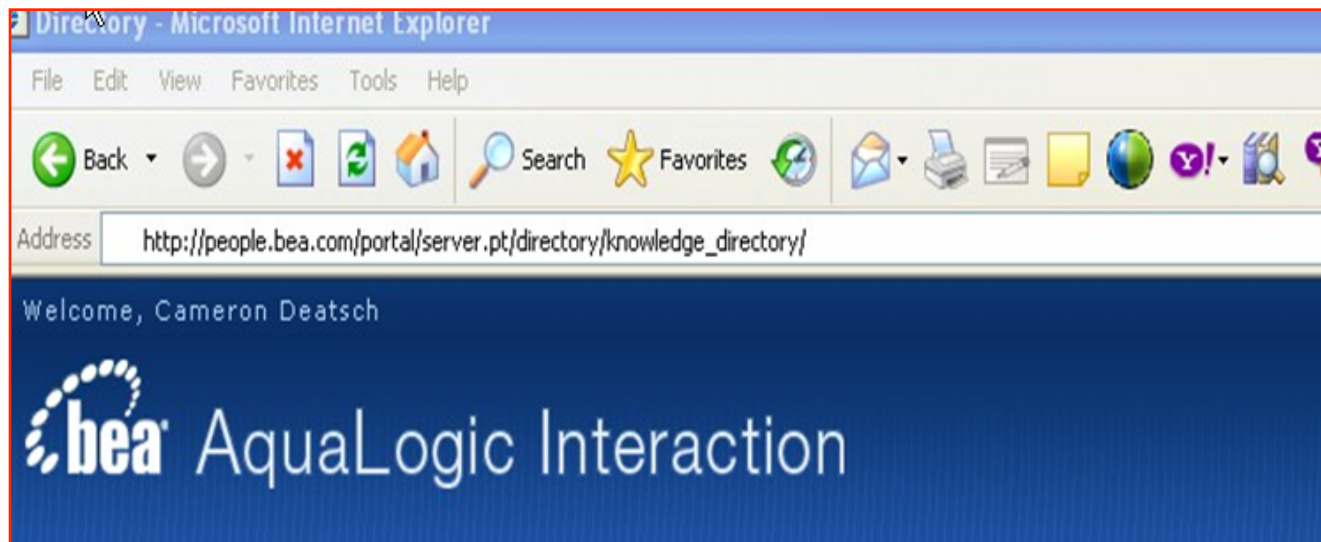 Directory - Microsoft Internet Explorer
File Edit View Favorites Tools Help
Back Search Favorites
Address http://people.bea.com/portal/server.pt/directory/knowledge_directory/
Welcome, Cameron Deatsch
bea AquaLogic Interaction